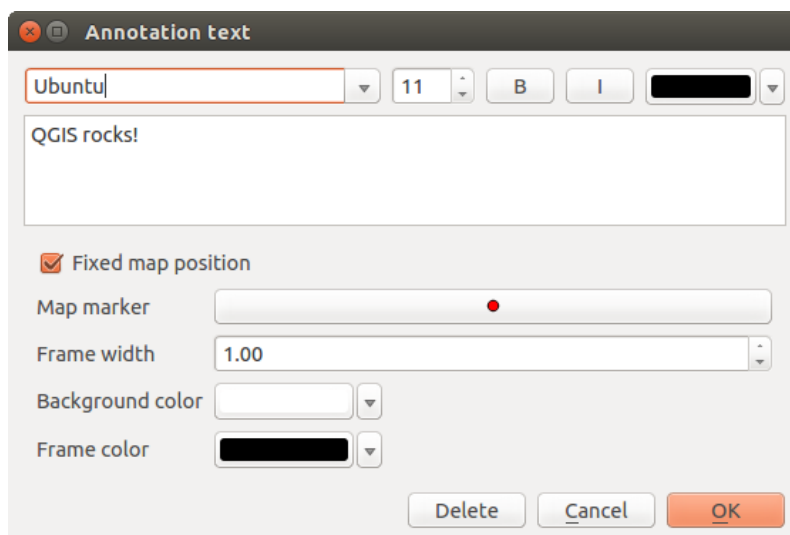 Annotation text
Ubuntu 11 B I
QGIS rocks!
Fixed map position
Map marker
Frame width 1.00
Background color
Frame color
Delete Cancel OK